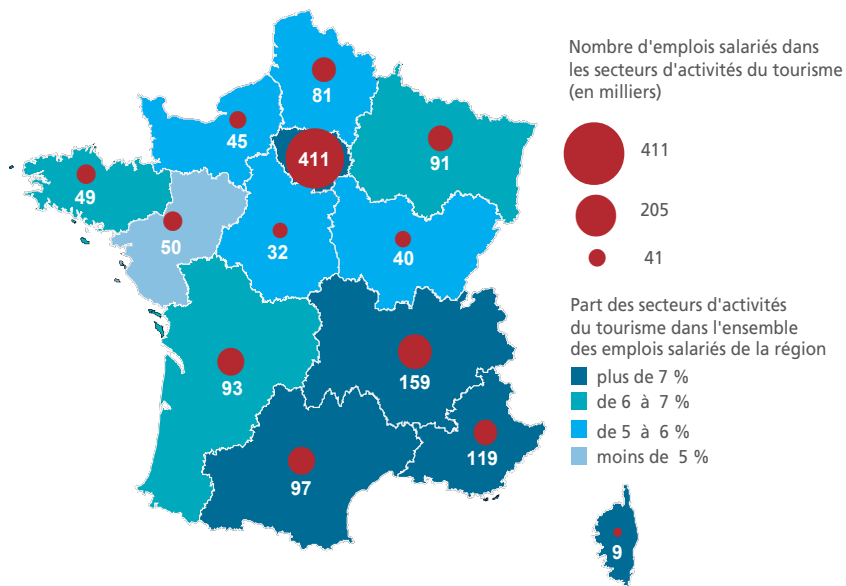 Nombre d'emplois salariés dans
les secteurs d'activités du tourisme
(en milliers)
411
205
41
Part des secteurs d'activités
du tourisme dans l'ensemble
des emplois salariés de la région
plus de 7 %
de 6 à 7 %
de 5 à 6 %
moins de 5 %
81
45
411
91
49
50
32
40
93
159
97
119
9